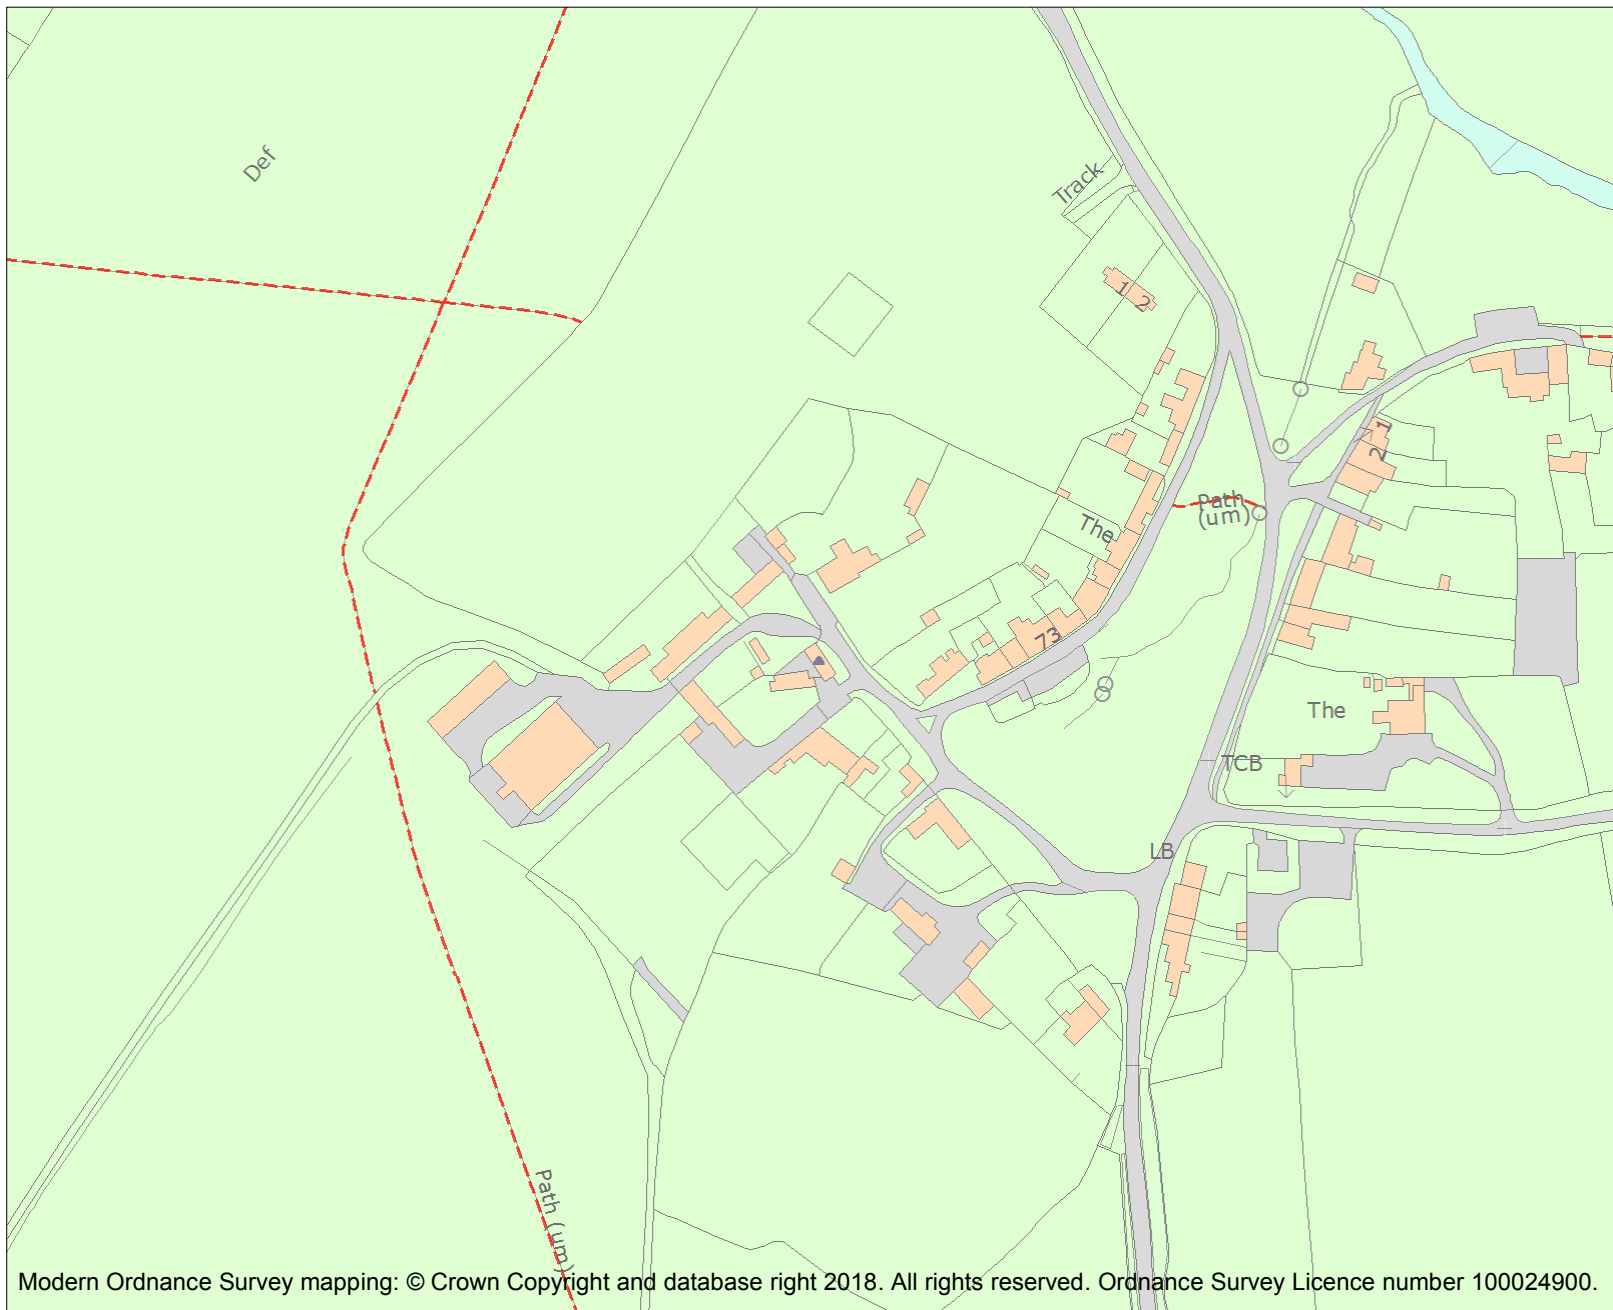 Def
Track
1 2
Path
(um)
1
2
The
73
The
TCB
LB
Path (um)
Modern Ordnance Survey mapping: © Crown Copyright and database right 2018. All rights reserved. Ordnance Survey Licence number 100024900.